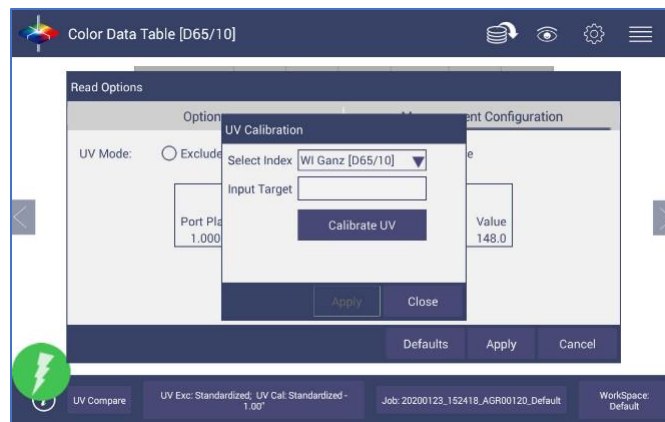 Color Data Table [D65/10]
Read Options
Option
ent Configuration
UV Calibration
UV Mode:
Exclude
Select Index
WI Ganz [D65/10]
e
Input Target
Port Pla
1.000
Calibrate UV
Value
148.0
Apply
Close
Defaults
Apply
Cancel
UV Compare
UV Exc: Standardized; UV Cal: Standardized -
1.00"
Job: 20200123_152418_AGR00120_Default
WorkSpace:
Default